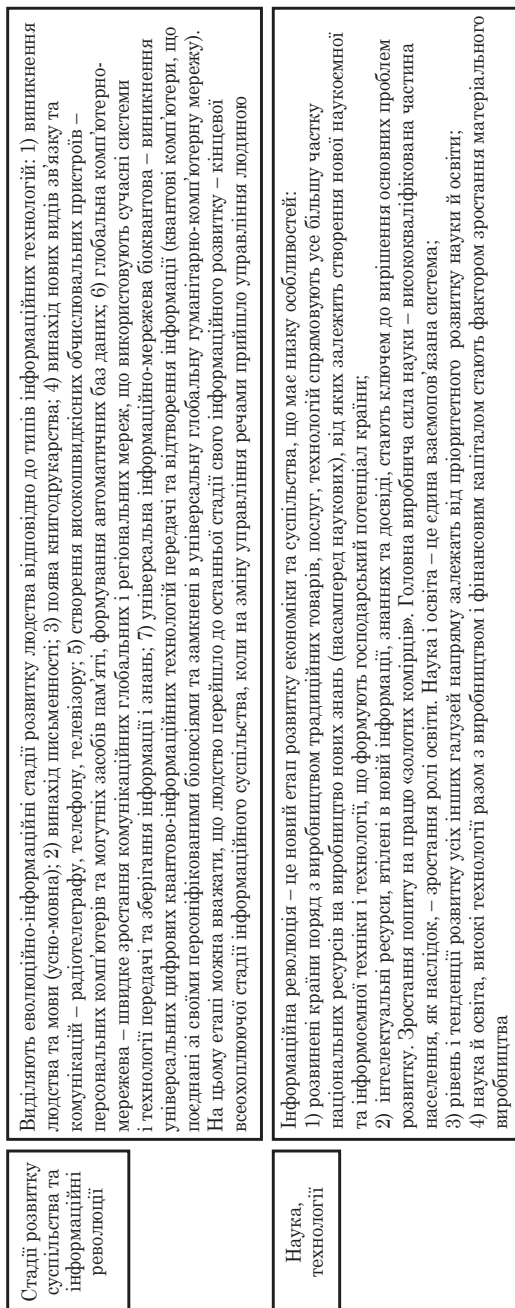 Стадії розвитку
суспільства та
інформаційні
революції
Виділяють еволюційно-інформаційні стадії розвитку людства відповідно до типів інформаційних технологій: 1) виникнення
людства та мови (усно-мовна); 2) винахід письменності; 3) поява книгодрукарства; 4) винахід нових видів зв'язку та
комунікацій – радіотелеграфу, телефону, телевізору; 5) створення високошвидкісних обчислювальних пристроїв –
персональних комп'ютерів та могутніх засобів пам'яті, формування автоматичних баз даних; 6) глобальна комп'ютерно-
мережева – швидке зростання комунікаційних глобальних і регіональних мереж, що використовують сучасні системи
і технології передачі та зберігання інформації і знань; 7) універсальна інформаційно-мережева біоквантова – виникнення
універсальних цифрових квантово-інформаційних технологій передачі та відтворення інформації (квантові комп'ютери, що
поєднані зі своїми персоніфікованими біоносіями та замкнені в універсальну глобальну гуманітарно-комп'ютерну мережу).
На цьому етапі можна вважати, що людство перейшло до останньої стадії свого інформаційного розвитку – кінцевої
всеохоплюючої стадії інформаційного суспільства, коли на зміну управління речами прийшло управління людиною
Наука,
технології
Інформаційна революція – це новий етап розвитку економіки та суспільства, що має низку особливостей:
1) розвинені країни поряд з виробництвом традиційних товарів, послуг, технологій спрямовують усе більшу частку
національних ресурсів на виробництво нових знань (насамперед наукових), від яких залежить створення нової наукоємної
та інформоємної техніки і технології, що формують господарський потенціал країни;
2) інтелектуальні ресурси, втілені в новій інформації, знаннях та досвіді, стають ключем до вирішення основних проблем
розвитку. Зростання попиту на працю «золотих комірців». Головна виробнича сила науки – висококваліфікована частина
населення, як наслідок, – зростання ролі освіти. Наука і освіта – це єдина взаємопов'язана система;
3) рівень і тенденції розвитку усіх інших галузей напряму залежать від пріоритетного розвитку науки й освіти;
4) наука й освіта, високі технології разом з виробництвом і фінансовим капіталом стають фактором зростання матеріального
виробництва